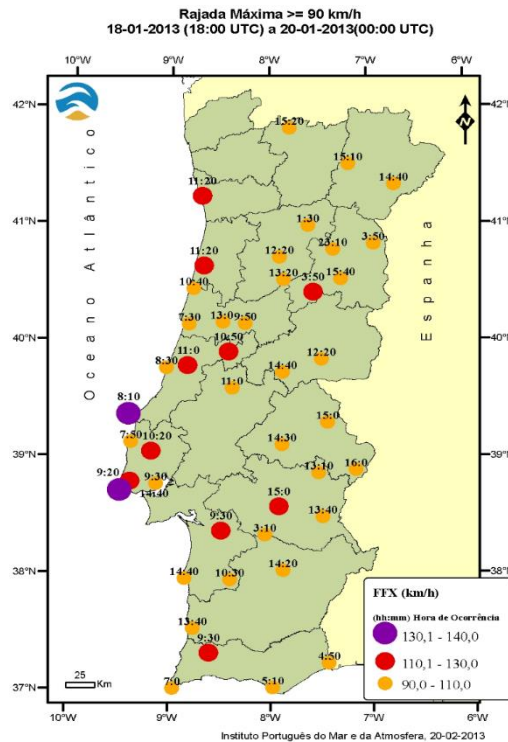 Rajada Máxima >= 90 km/h
18-01-2013 (18:00 UTC) a 20-01-2013(00:00 UTC)
10°W 9°W 8°W 7°W 6°W
42°N 42°N
15:20
15:10
14:40
11:20
41°N 41°N
1:30
23:10 3:50
11:20 12:20
13:20 3:50 15:40
10:40
7:30 13:0 9:50
40°N 40°N
10:50
11:0 12:20
8:30 14:40
11:0
8:10
15:0
7:50 10:20 14:30
39°N 39°N
13:10 16:0
9:20 9:30
14:40 15:0
13:40
9:30
3:10
14:40 10:30 14:20
38°N 38°N
13:40
9:30
4:50
7:0 5:10
37°N 37°N
Oceano Atlântico
Espanha
N
25
Km
FFX (km/h)
(hh:mm) Hora de Ocorrência
130,1 - 140,0
110,1 - 130,0
90,0 - 110,0
10°W 9°W 8°W 7°W 6°W
Instituto Português do Mar e da Atmosfera, 20-02-2013